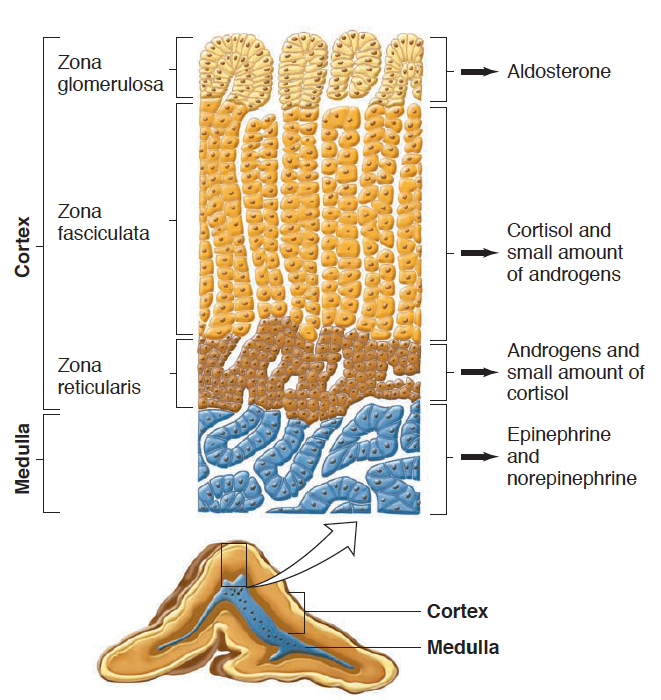 Cortex
Zona
glomerulosa
Aldosterone
Zona
fasciculata
Cortisol and
small amount
of androgens
Zona
reticularis
Androgens and
small amount of
cortisol
Medulla
Epinephrine
and
norepinephrine
Cortex
Medulla